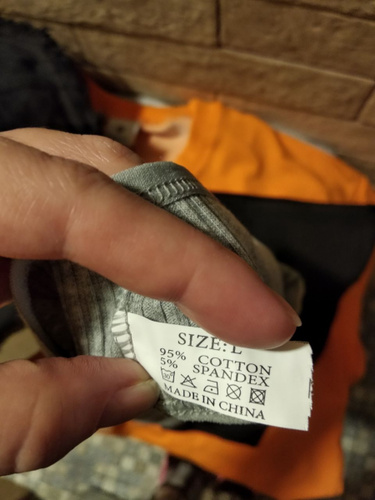 SIZE: L
95% COTTON
5% SPANDEX
MADE IN CHINA